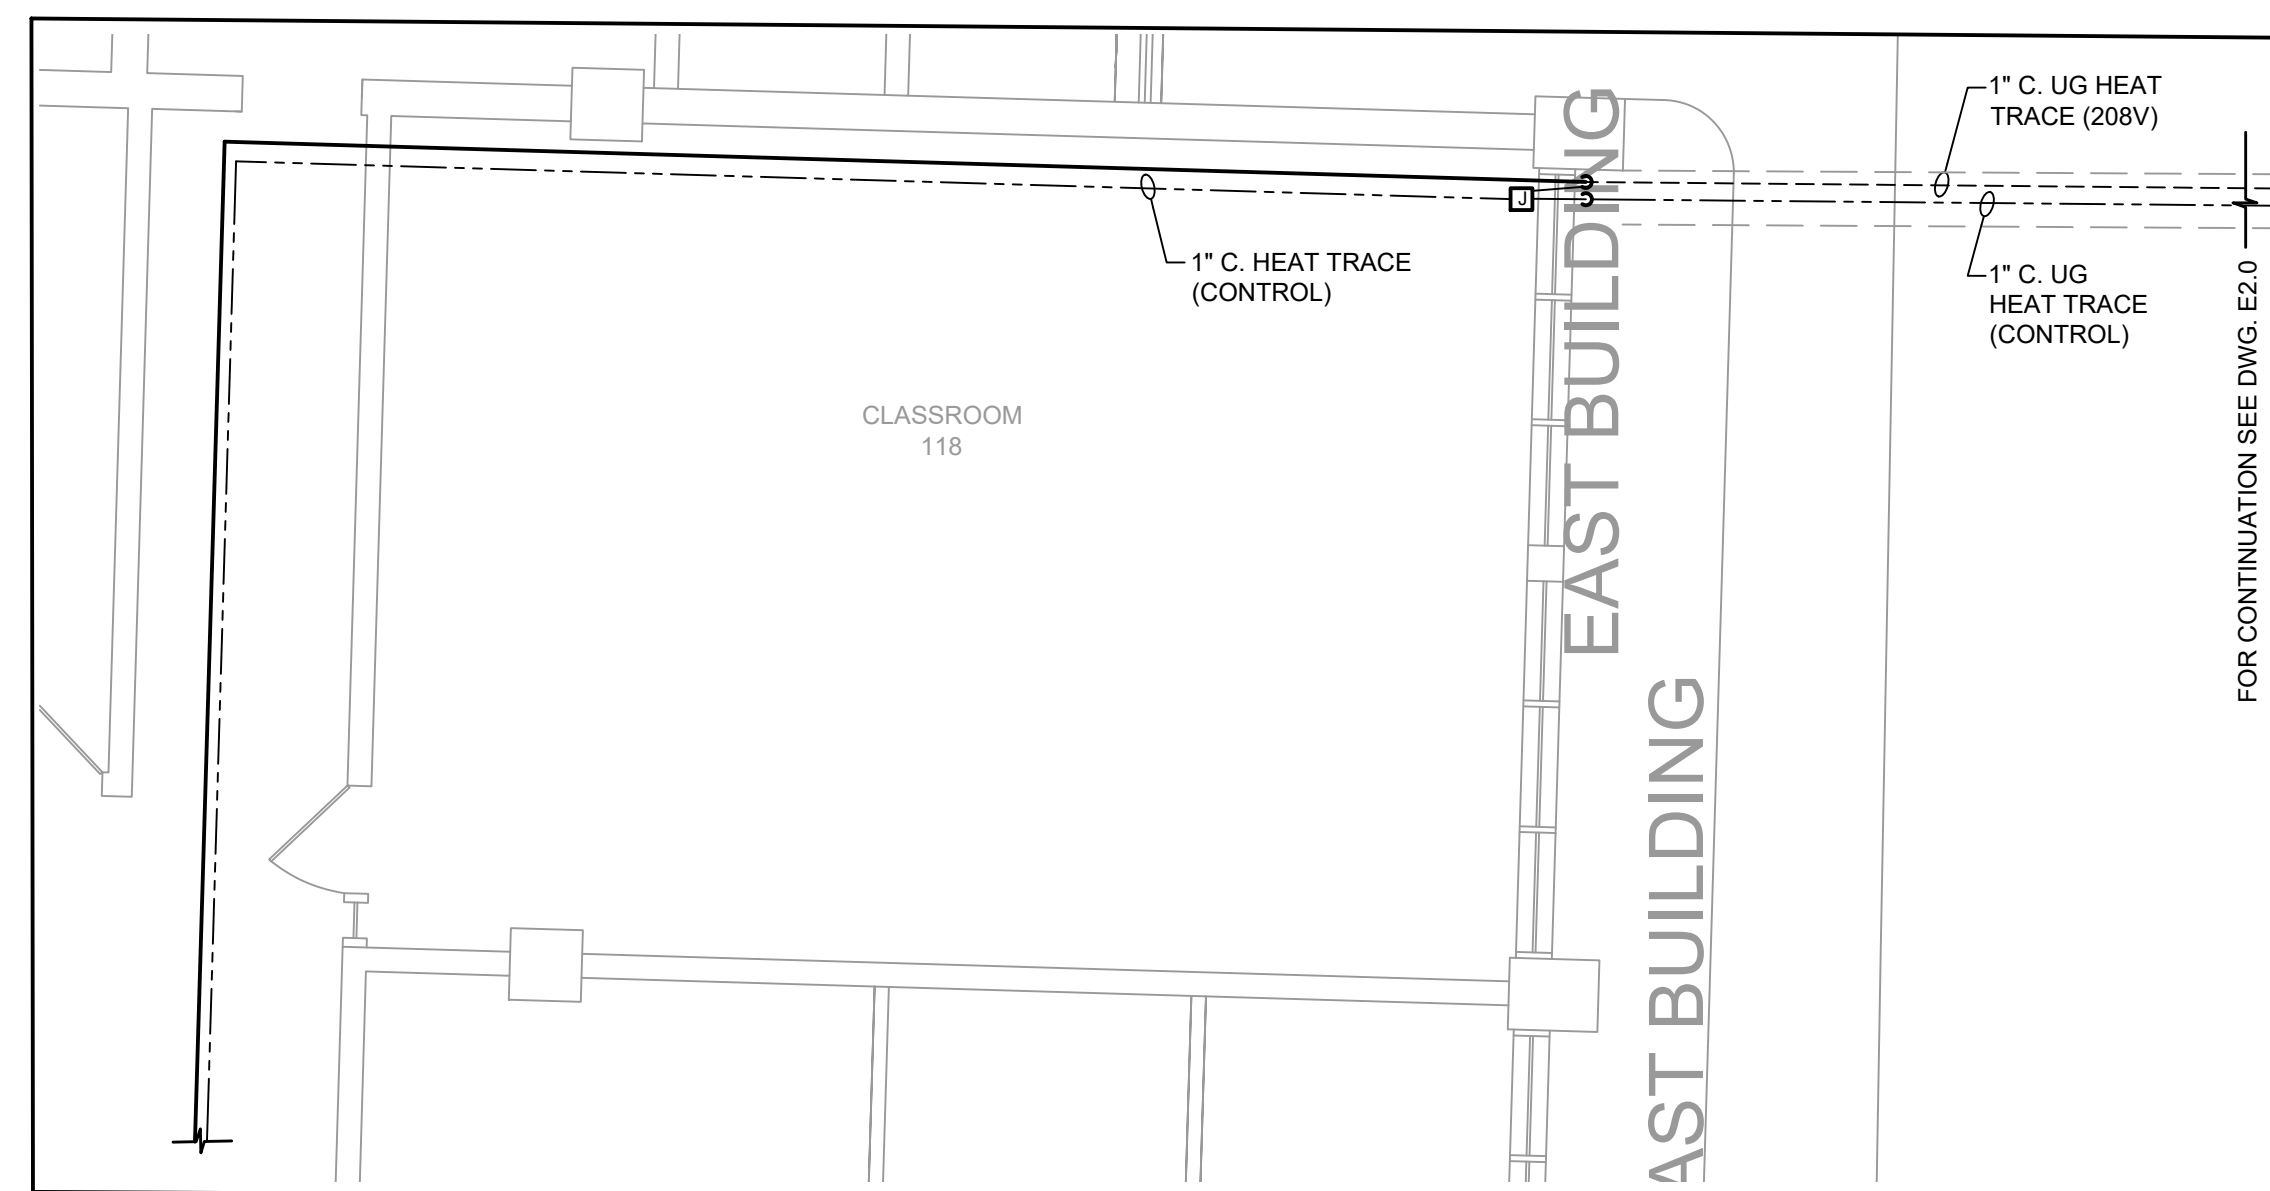 1" C. UG HEAT
TRACE (208V)
J
1" C. HEAT TRACE
(CONTROL)
1" C. UG
HEAT TRACE
(CONTROL)
FOR CONTINUATION SEE DWG. E2.0
CLASSROOM
118
EAST BUILDING
AST BUILDING